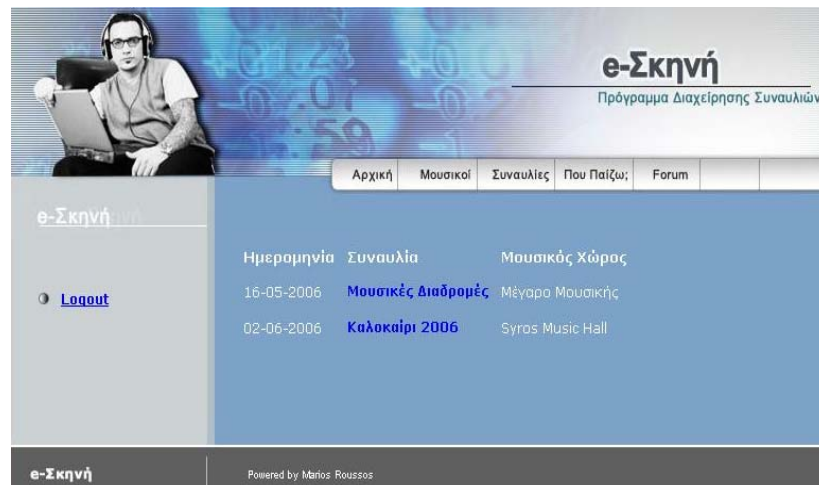 e-Σκηνή
Πρόγραμμα Διαχείρησης Συναυλιών
Αρχική Μουσικοί Συναυλίες Που Παίζω; Forum
e-Σκηνή
Logout
Ημερομηνία Συναυλία Μουσικός Χώρος
16-05-2006 Μουσικές Διαδρομές Μέγαρο Μουσικής
02-06-2006 Καλοκαίρι 2006 Syros Music Hall
e-Σκηνή
Powered by Marios Roussos